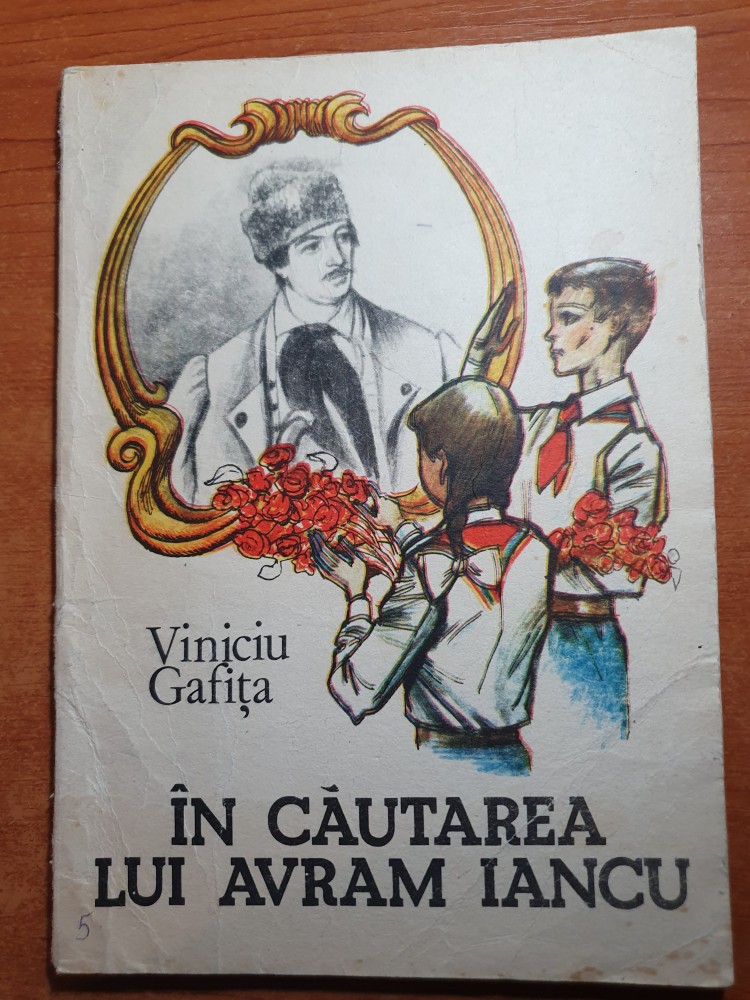 Viniciu
Gafița
ÎN CĂUTAREA
LUI AVRAM IANCU
5